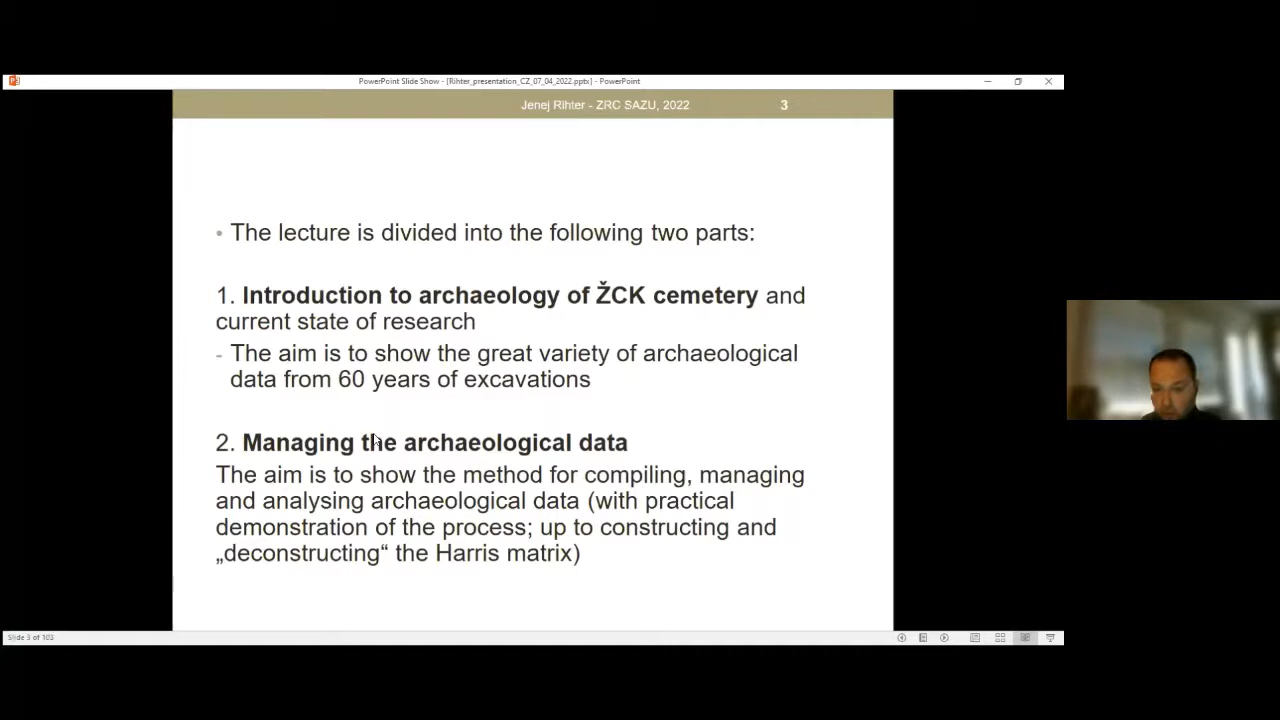 PowerPoint Slide Show - [Rihter_presentation_CZ_07_04_2022.pptx] - PowerPoint
Jenej Rihter - ZRC SAZU, 2022 3
• The lecture is divided into the following two parts:
1. Introduction to archaeology of ŽCK cemetery and
current state of research
- The aim is to show the great variety of archaeological
data from 60 years of excavations
2. Managing the archaeological data
The aim is to show the method for compiling, managing
and analysing archaeological data (with practical
demonstration of the process; up to constructing and
„deconstructing“ the Harris matrix)
Slide 3 of 103